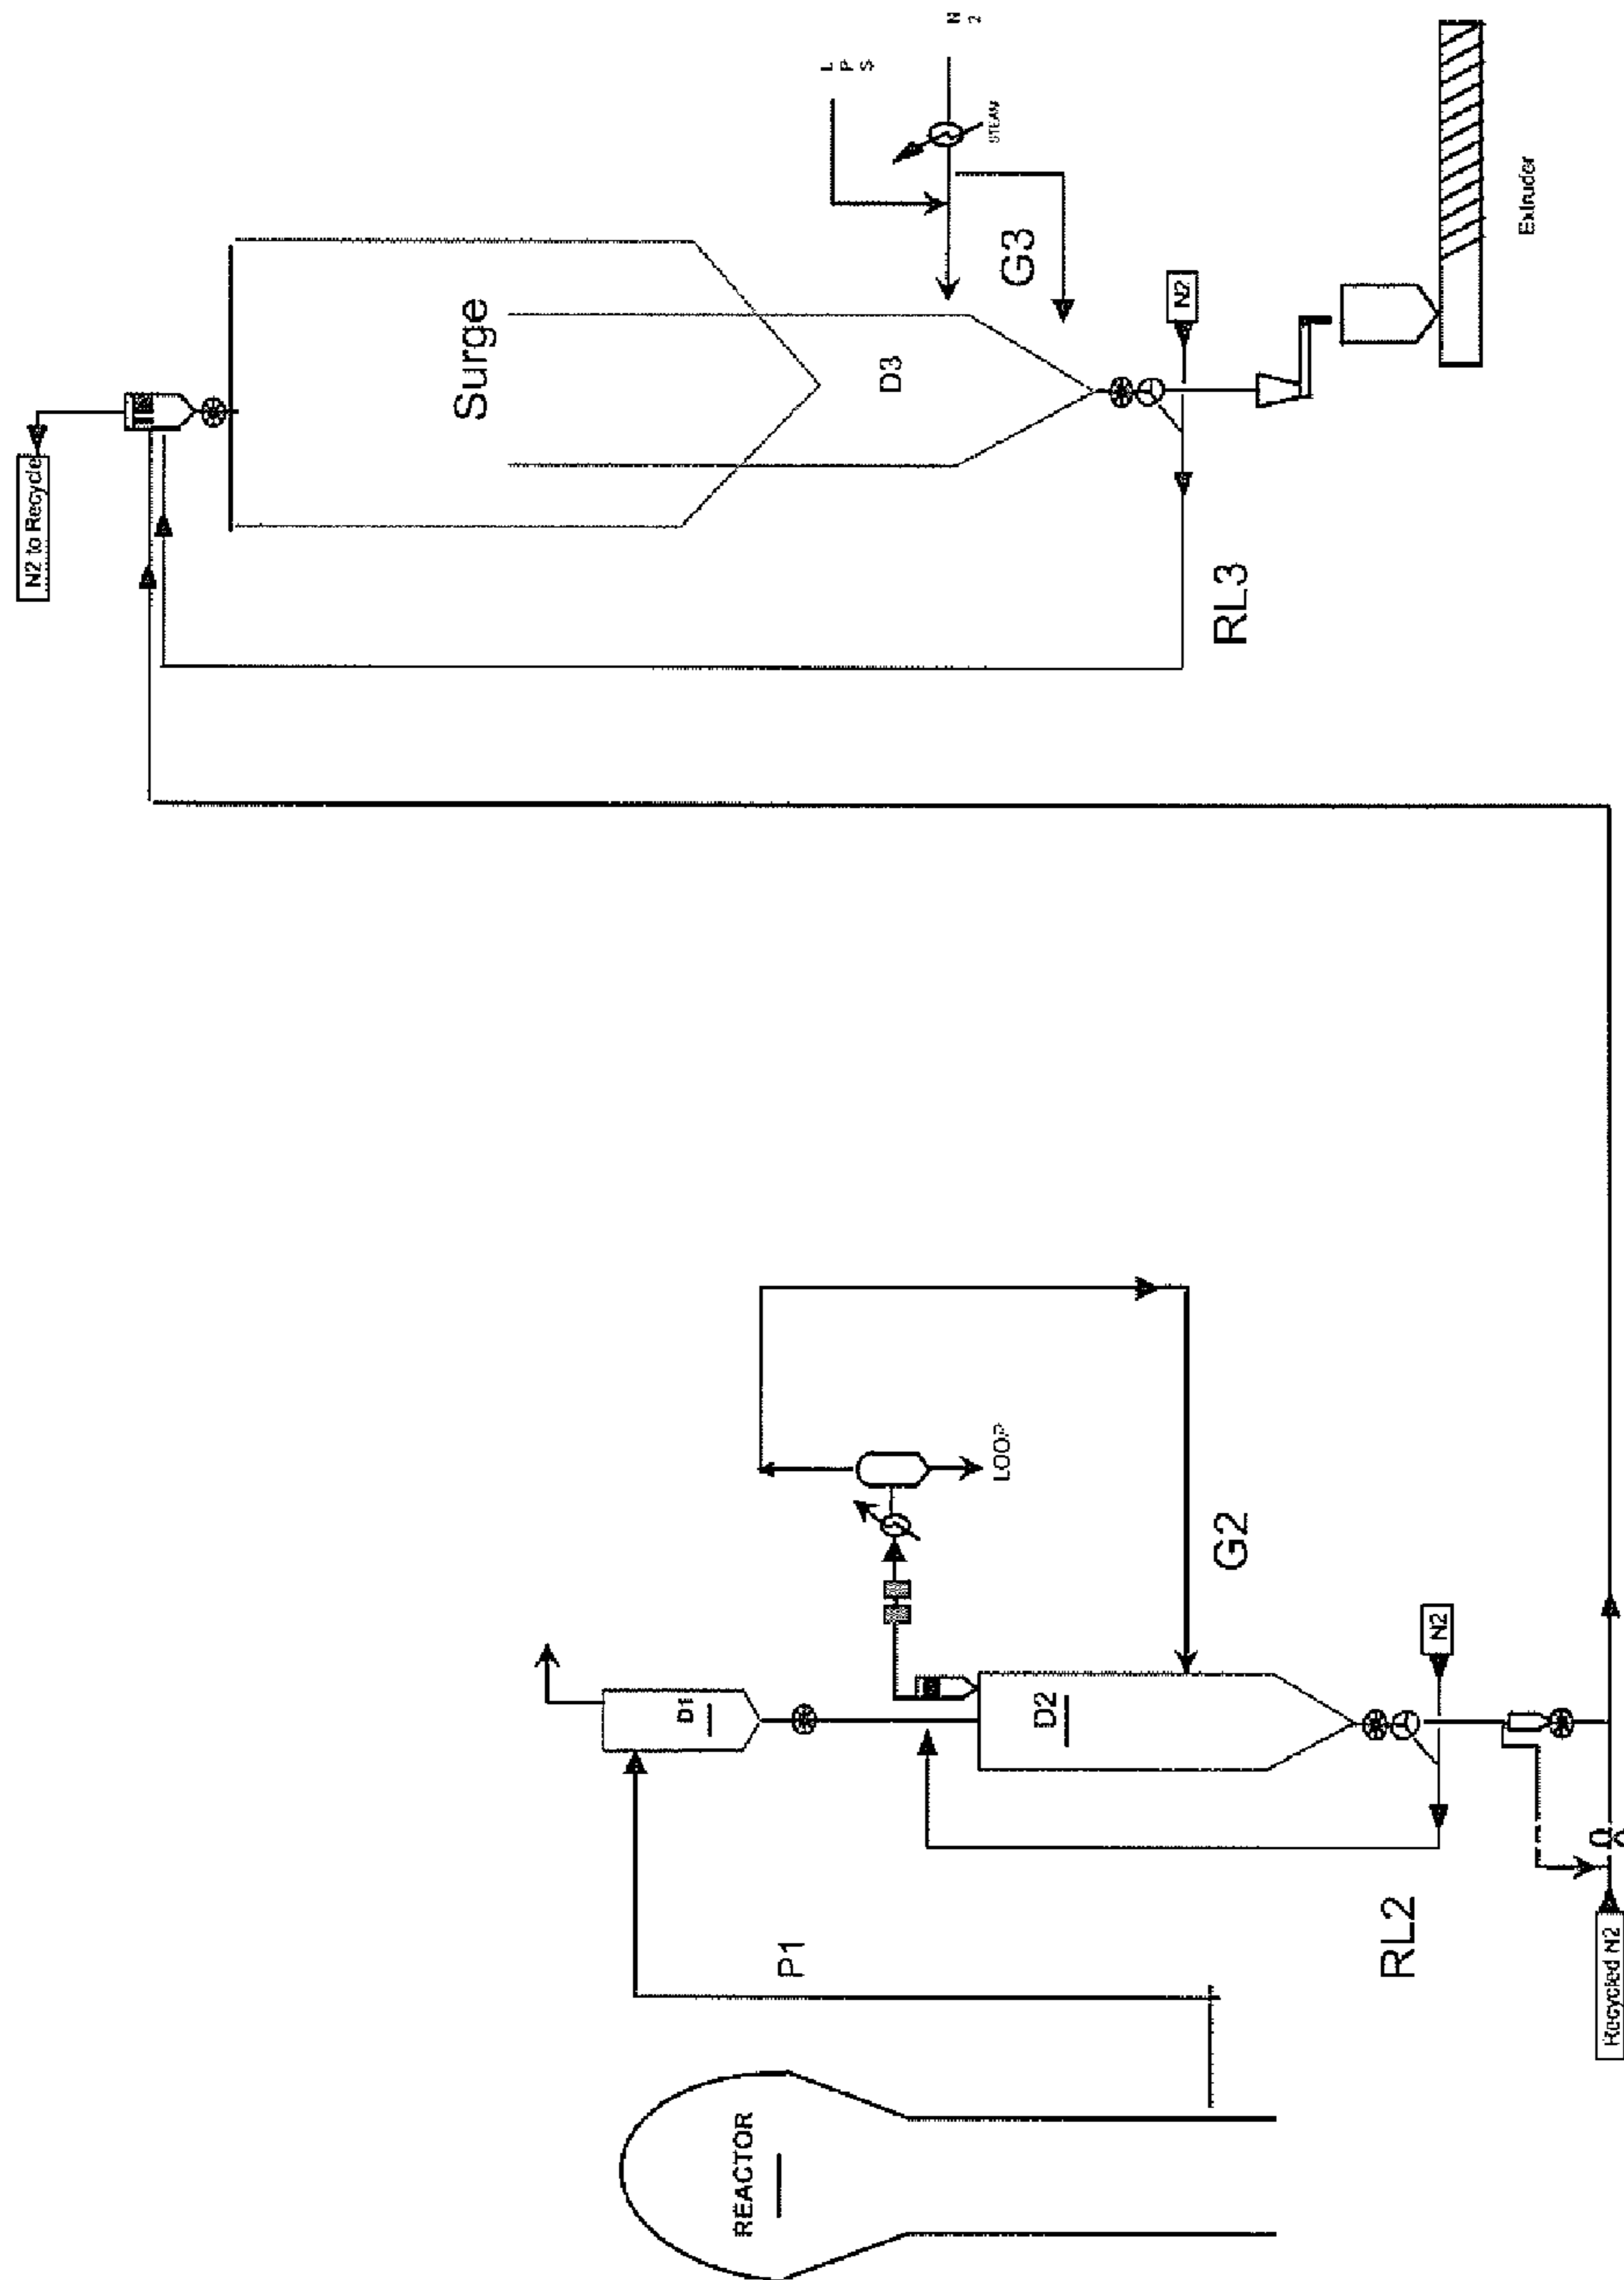 REACTOR
P1
D1
D2
LOOP
G2
RL2
N2
Recycled N2
N2 to Recycle
Surge
D3
L
P
S
N
2
STEAM
G3
N2
RL3
Extruder